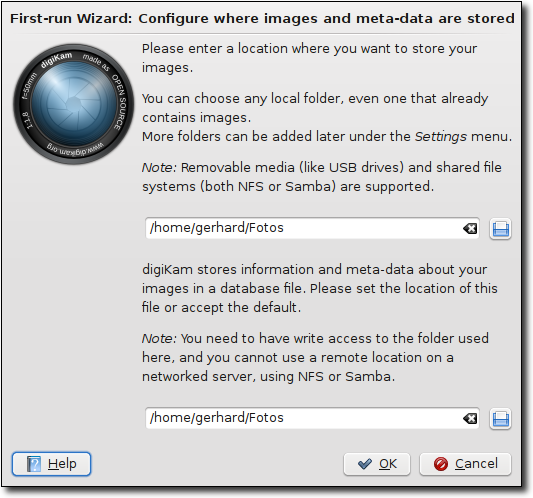 First-run Wizard: Configure where images and meta-data are stored
digiKam
made as
OPEN SOURCE
www.digikam.org
1:1.8
f=50mm
Please enter a location where you want to store your
images.
You can choose any local folder, even one that already
contains images.
More folders can be added later under the Settings menu.
Note: Removable media (like USB drives) and shared file
systems (both NFS or Samba) are supported.
/home/gerhard/Fotos
digiKam stores information and meta-data about your
images in a database file. Please set the location of this
file or accept the default.
Note: You need to have write access to the folder used
here, and you cannot use a remote location on a
networked server, using NFS or Samba.
/home/gerhard/Fotos
Help
OK
Cancel